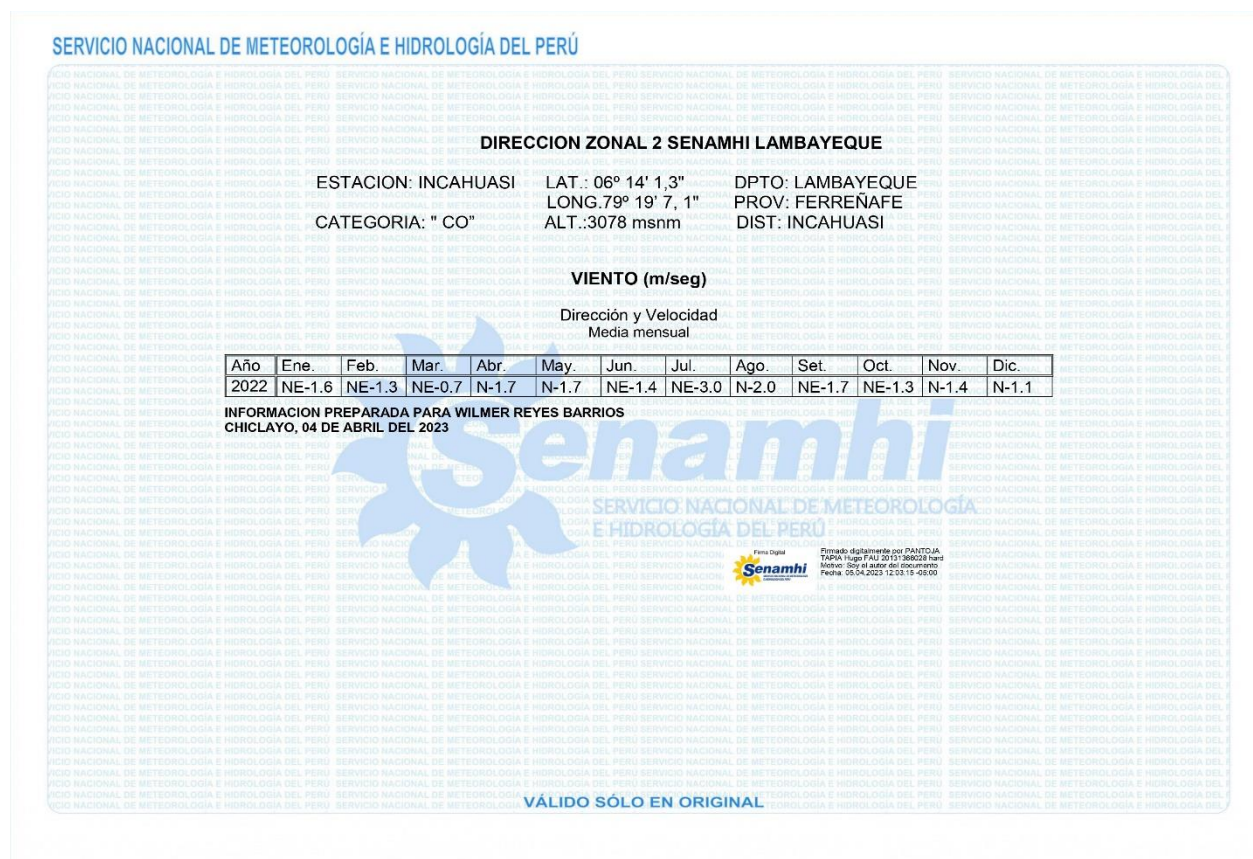 SERVICIO NACIONAL DE METEOROLOGÍA E HIDROLOGÍA DEL PERÚ
DIRECCION ZONAL 2 SENAMHI LAMBAYEQUE
ESTACION: INCAHUASI LAT.: 06º 14' 1,3" DPTO: LAMBAYEQUE
LONG.79º 19' 7, 1" PROV: FERREÑAFE
CATEGORIA: " CO" ALT.:3078 msnm DIST: INCAHUASI
VIENTO (m/seg)
Dirección y Velocidad
Media mensual
Año Ene. Feb. Mar. Abr. May. Jun. Jul. Ago. Set. Oct. Nov. Dic.
2022 NE-1.6 NE-1.3 NE-0.7 N-1.7 N-1.7 NE-1.4 NE-3.0 N-2.0 NE-1.7 NE-1.3 N-1.4 N-1.1
INFORMACION PREPARADA PARA WILMER REYES BARRIOS
CHICLAYO, 04 DE ABRIL DEL 2023
Senamhi
SERVICIO NACIONAL DE METEOROLOGÍA
E HIDROLOGÍA DEL PERÚ
Firma Digital
Senamhi
Firmado digitalmente por PANTOJA
TAPIA Hugo FAU 20131366028 hard
Motivo: Soy el autor del documento
Fecha: 05.04.2023 12:03:15 -05:00
VÁLIDO SÓLO EN ORIGINAL